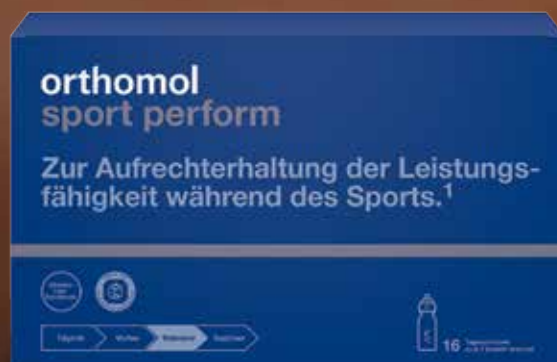 orthomol
sport perform
Zur Aufrechterhaltung der Leistungs-
fähigkeit während des Sports.¹
16